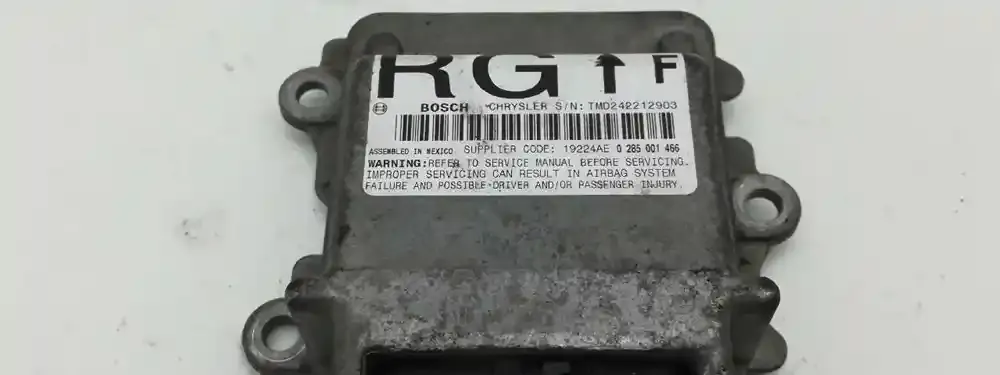 RG ↑ F
BOSCH CHRYSLER S/N: TMD242212903
ASSEMBLED IN MEXICO SUPPLIER CODE: 19224AE 0 285 001 466
WARNING: REFER TO SERVICE MANUAL BEFORE SERVICING.
IMPROPER SERVICING CAN RESULT IN AIRBAG SYSTEM
FAILURE AND POSSIBLE DRIVER AND/OR PASSENGER INJURY.